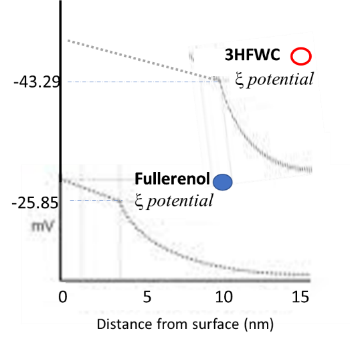 3HFWC
-43.29
ξ potential
Fullerenol
-25.85
ξ potential
mV
0 5 10 15
Distance from surface (nm)